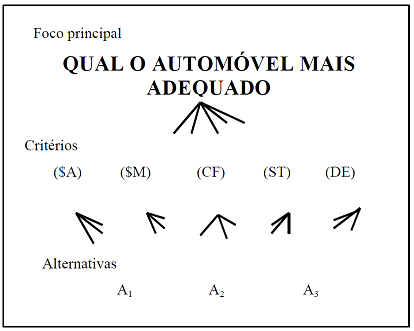 Foco principal
QUAL O AUTOMÓVEL MAIS
ADEQUADO
Critérios
($A) ($M) (CF) (ST) (DE)
Alternativas
A₁ A₂ A₃